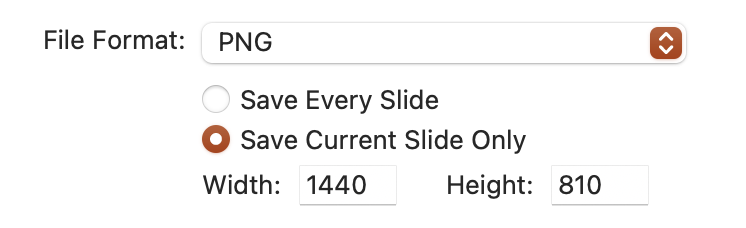 File Format: PNG
Save Every Slide
Save Current Slide Only
Width: 1440 Height: 810